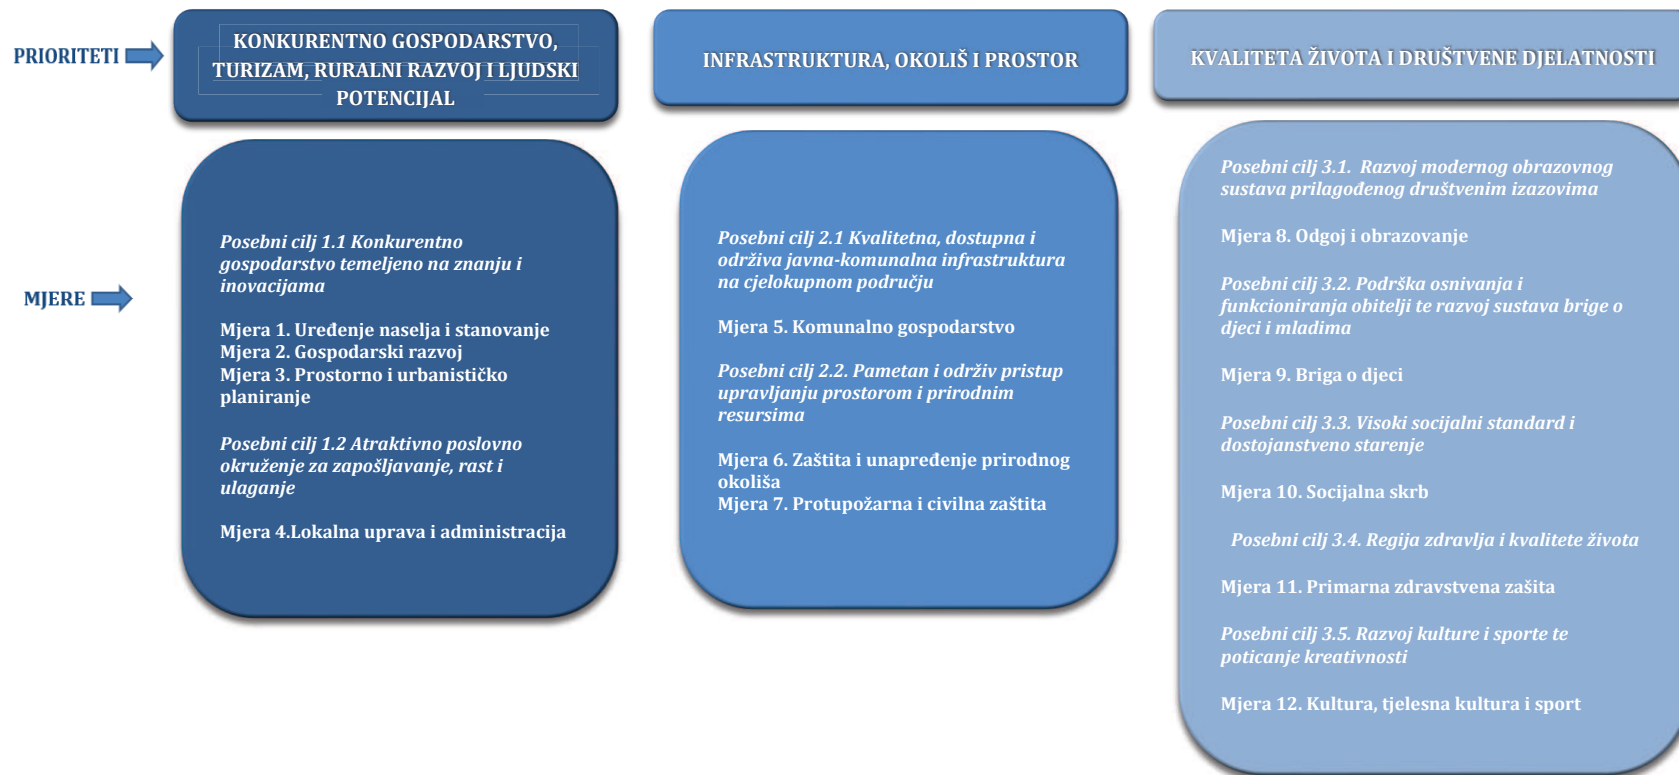 PRIORITETI
KONKURENTNO GOSPODARSTVO,
TURIZAM, RURALNI RAZVOJ I LJUDSKI
POTENCIJAL
INFRASTRUKTURA, OKOLIŠ I PROSTOR
KVALITETA ŽIVOTA I DRUŠTVENE DJELATNOSTI
MJERE
Posebni cilj 1.1 Konkurentno
gospodarstvo temeljeno na znanju i
inovacijama
Mjera 1. Uređenje naselja i stanovanje
Mjera 2. Gospodarski razvoj
Mjera 3. Prostorno i urbanističko
planiranje
Posebni cilj 1.2 Atraktivno poslovno
okruženje za zapošljavanje, rast i
ulaganje
Mjera 4.Lokalna uprava i administracija
Posebni cilj 2.1 Kvalitetna, dostupna i
održiva javna-komunalna infrastruktura
na cjelokupnom području
Mjera 5. Komunalno gospodarstvo
Posebni cilj 2.2. Pametan i održiv pristup
upravljanju prostorom i prirodnim
resursima
Mjera 6. Zaštita i unapređenje prirodnog
okoliša
Mjera 7. Protupožarna i civilna zaštita
Posebni cilj 3.1. Razvoj modernog obrazovnog
sustava prilagođenog društvenim izazovima
Mjera 8. Odgoj i obrazovanje
Posebni cilj 3.2. Podrška osnivanja i
funkcioniranja obitelji te razvoj sustava brige o
djeci i mladima
Mjera 9. Briga o djeci
Posebni cilj 3.3. Visoki socijalni standard i
dostojanstveno starenje
Mjera 10. Socijalna skrb
Posebni cilj 3.4. Regija zdravlja i kvalitete života
Mjera 11. Primarna zdravstvena zašita
Posebni cilj 3.5. Razvoj kulture i sporte te
poticanje kreativnosti
Mjera 12. Kultura, tjelesna kultura i sport